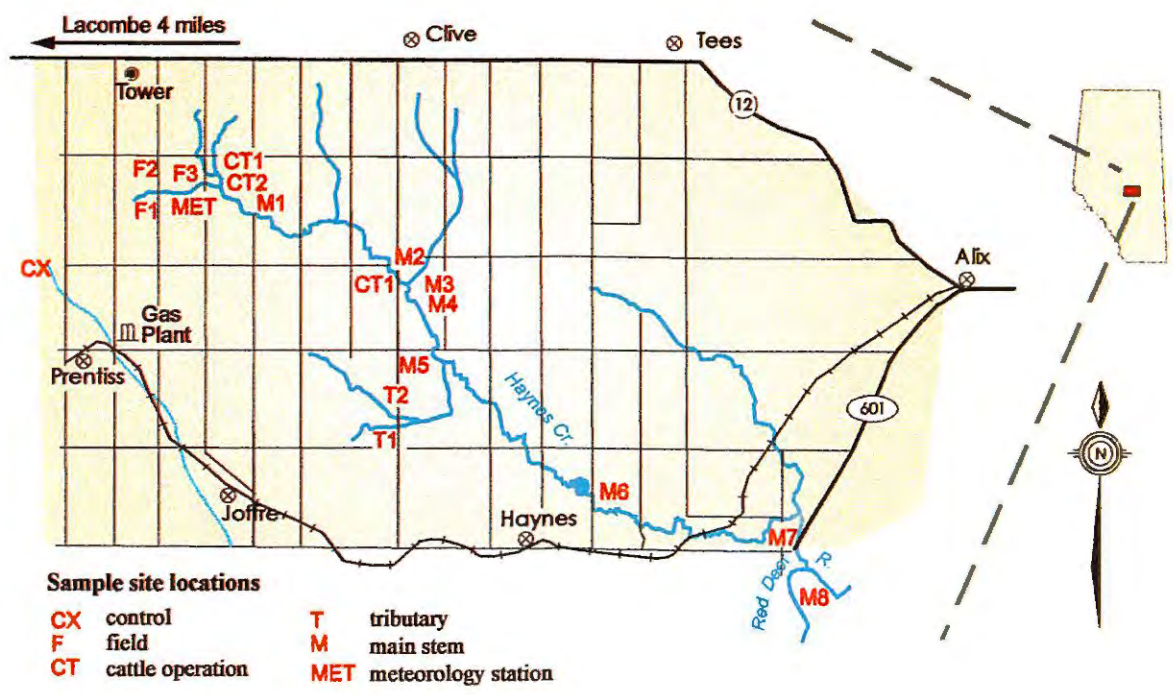 Lacombe 4 miles
Clive
Tees
Tower
12
F2
F3
CT1
CT2
F1
MET
M1
CX
M2
CT1
M3
M4
Alix
Gas
Plant
Prentiss
M5
T2
T1
Haynes Cr.
601
N
M6
Joffre
Haynes
M7
Red Deer R.
M8
Sample site locations
CX control
F field
CT cattle operation
T tributary
M main stem
MET meteorology station